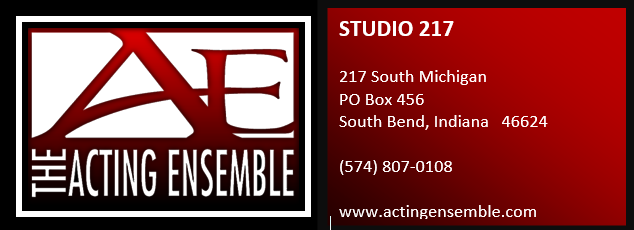 AE
THE ACTING ENSEMBLE
STUDIO 217
217 South Michigan
PO Box 456
South Bend, Indiana 46624
(574) 807-0108
www.actingensemble.com